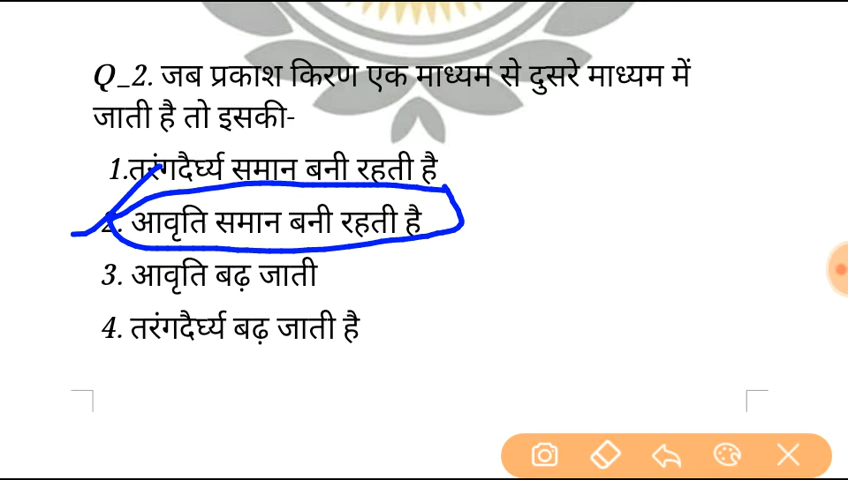 Q_2. जब प्रकाश किरण एक माध्यम से दुसरे माध्यम में
जाती है तो इसकी-
1.तरंगदैर्घ्य समान बनी रहती है
2. आवृति समान बनी रहती है
3. आवृति बढ़ जाती
4. तरंगदैर्घ्य बढ़ जाती है